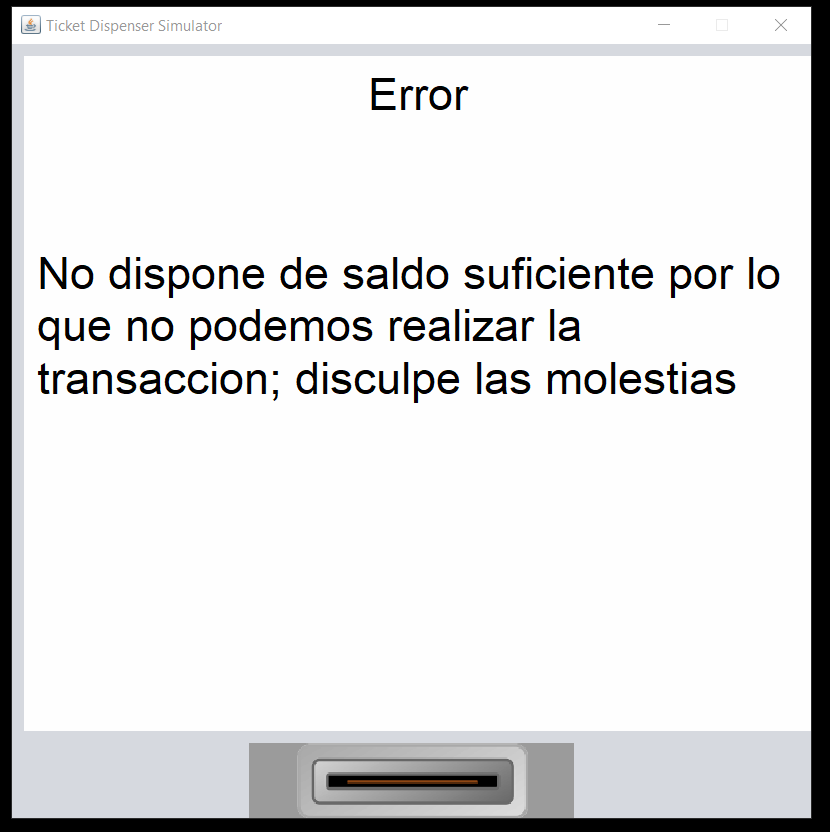 Ticket Dispenser Simulator
Error
No dispone de saldo suficiente por lo
que no podemos realizar la
transaccion; disculpe las molestias